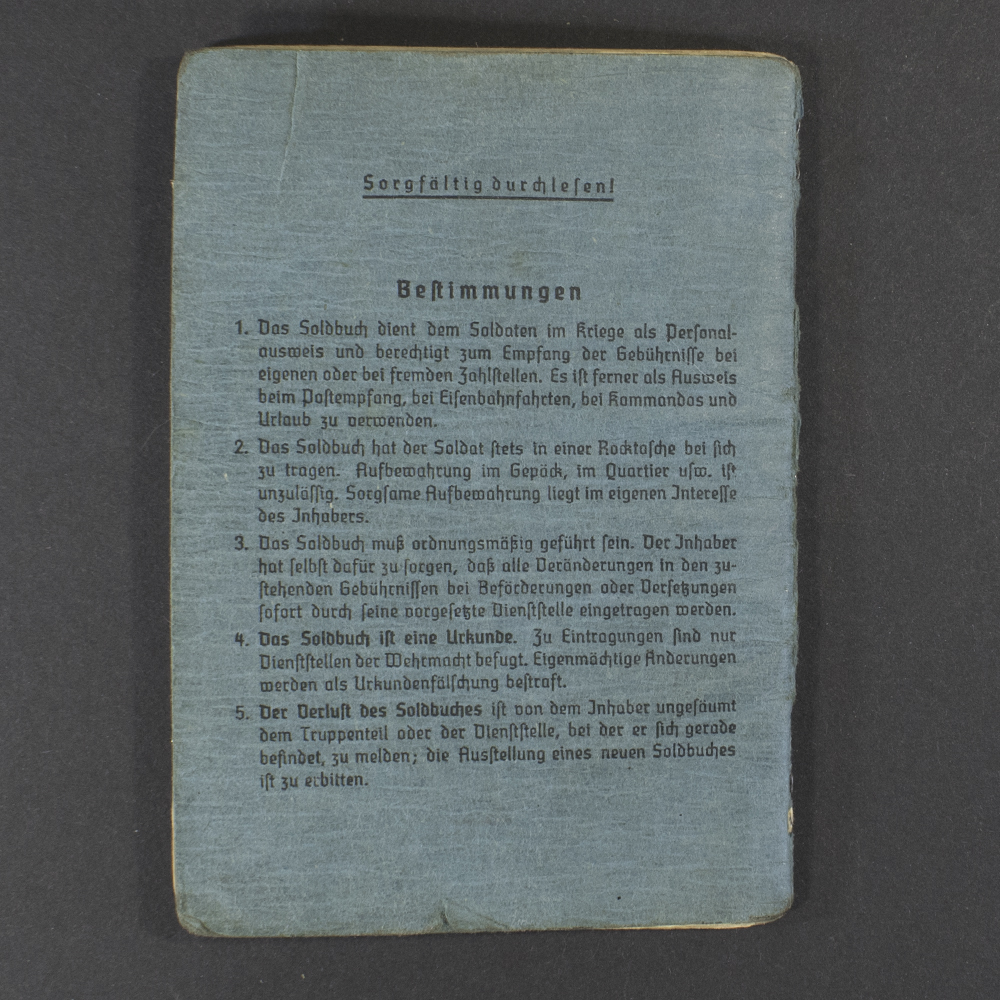 Sorgfältig durchlesen!
Bestimmungen
1. Das Soldbuch dient dem Soldaten im Kriege als Personal-
ausweis und berechtigt zum Empfang der Gebührnisse bei
eigenen oder bei fremden Zahlstellen. Es ist ferner als Ausweis
beim Postempfang, bei Eisenbahnfahrten, bei Kommandos und
Urlaub zu verwenden.
2. Das Soldbuch hat der Soldat stets in einer Rocktasche bei sich
zu tragen. Aufbewahrung im Gepäck, im Quartier usw. ist
unzulässig. Sorgsame Aufbewahrung liegt im eigenen Interesse
des Inhabers.
3. Das Soldbuch muß ordnungsmäßig geführt sein. Der Inhaber
hat selbst dafür zu sorgen, daß alle Veränderungen in den zu-
stehenden Gebührnissen bei Beförderungen oder Versetzungen
sofort durch seine vorgesetzte Dienststelle eingetragen werden.
4. Das Soldbuch ist eine Urkunde. Zu Eintragungen sind nur
Dienststellen der Wehrmacht befugt. Eigenmächtige Änderungen
werden als Urkundenfälschung bestraft.
5. Der Verlust des Soldbuches ist von dem Inhaber ungesäumt
dem Truppenteil oder der Dienststelle, bei der er sich gerade
befindet, zu melden; die Ausstellung eines neuen Soldbuches
ist zu erbitten.